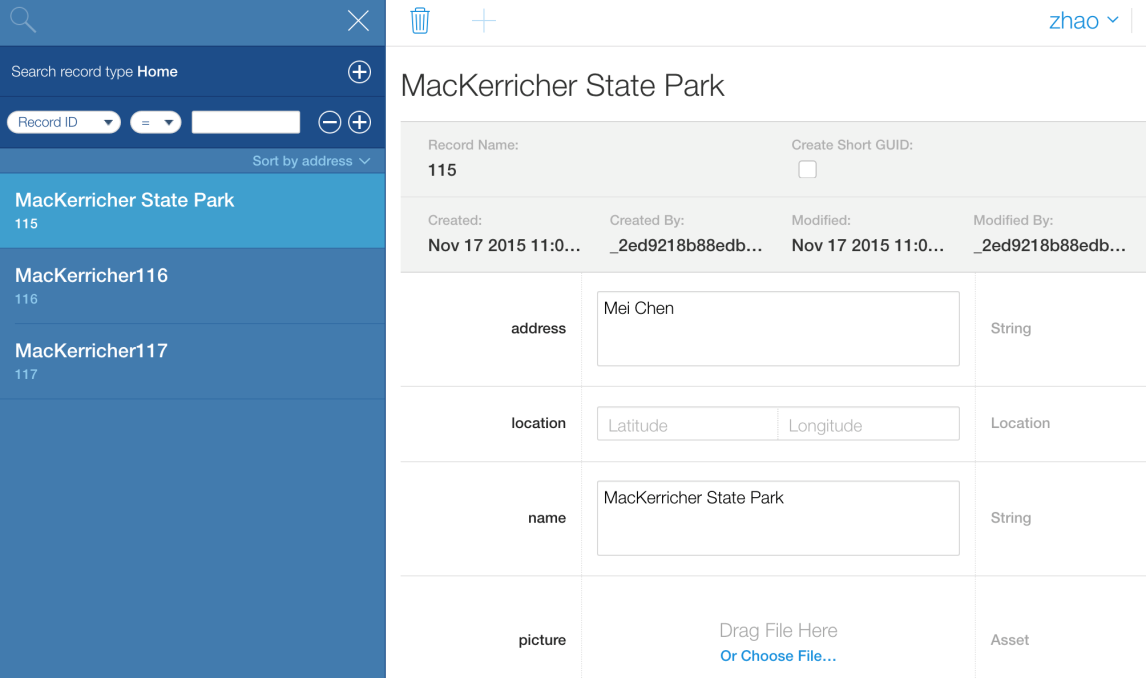 zhao
Search record type Home
Record ID
=
Sort by address
MacKerricher State Park
115
MacKerricher116
116
MacKerricher117
117
MacKerricher State Park
Record Name:
Create Short GUID:
115
Created:
Created By:
Modified:
Modified By:
Nov 17 2015 11:0...
_2ed9218b88edb...
Nov 17 2015 11:0...
_2ed9218b88edb...
address
Mei Chen
String
location
Latitude
Longitude
Location
name
MacKerricher State Park
String
picture
Drag File Here
Or Choose File...
Asset